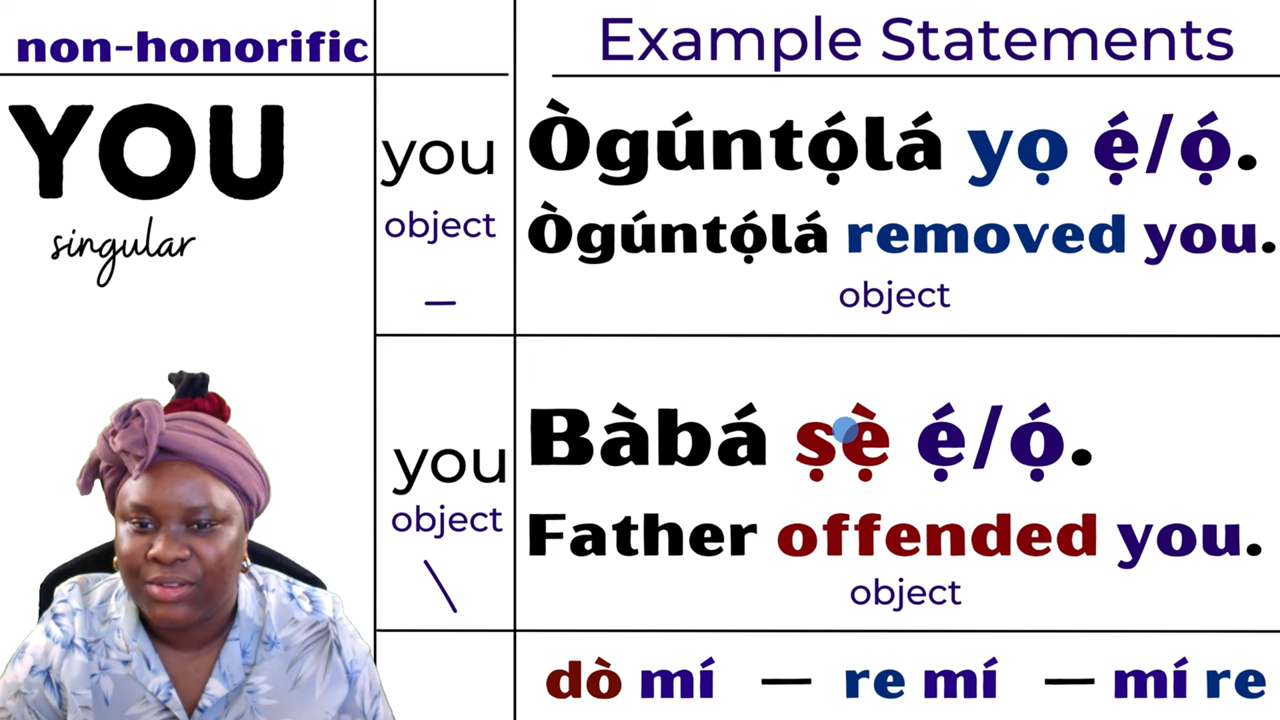 non-honorific
Example Statements
YOU
singular
you
object
–
Ògúntọ́lá yọ ẹ́/ọ́.
Ògúntọ́lá removed you.
object
you
object
\
Bàbá ṣẹ̀ ẹ́/ọ́.
Father offended you.
object
dò mí — re mí — mí re